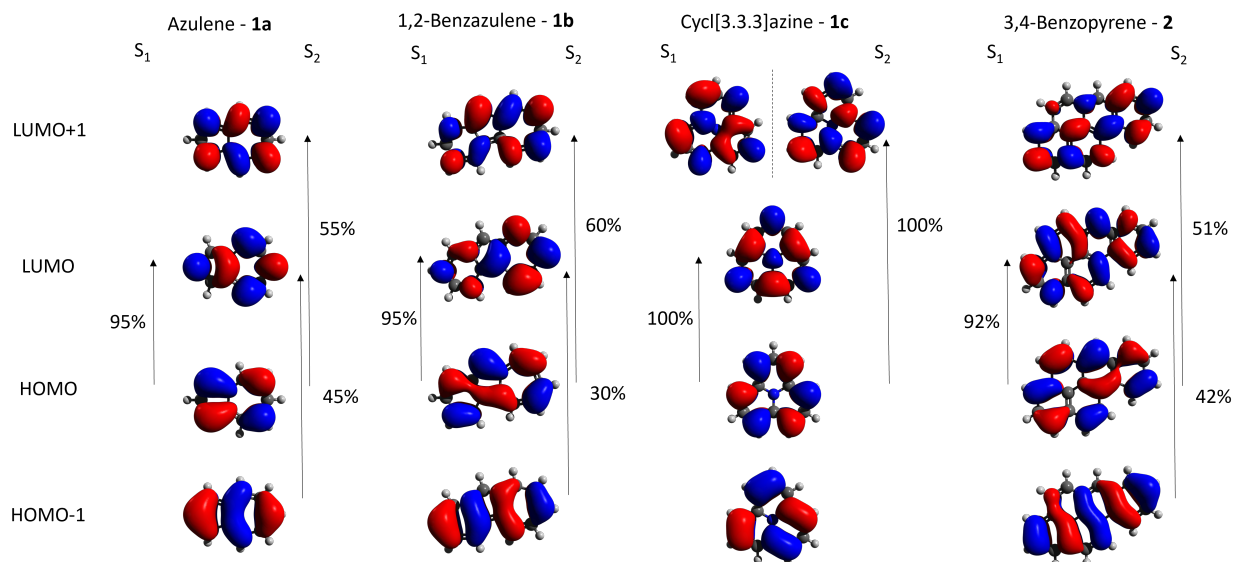 Azulene - 1a
1,2-Benzazulene - 1b
Cycl[3.3.3]azine - 1c
3,4-Benzopyrene - 2
S₁ S₂ S₁ S₂ S₁ S₂ S₁ S₂
LUMO+1
55% 60% 100% 51%
LUMO
95% 95% 100% 92%
HOMO
45% 30% 42%
HOMO-1